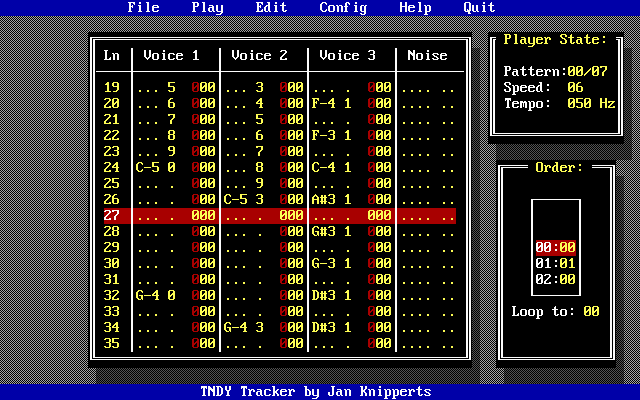 File Play Edit Config Help Quit
Ln Voice 1 Voice 2 Voice 3 Noise
19 ... 5 000 ... 3 000 ... . 000 .... ..
20 ... 6 000 ... 4 000 F-4 1 000 .... ..
21 ... 7 000 ... 5 000 ... . 000 .... ..
22 ... 8 000 ... 6 000 F-3 1 000 .... ..
23 ... 9 000 ... 7 000 ... . 000 .... ..
24 C-5 0 000 ... 8 000 C-4 1 000 .... ..
25 ... . 000 ... 9 000 ... . 000 .... ..
26 ... . 000 C-5 3 000 A#3 1 000 .... ..
27 ... . 000 ... . 000 ... . 000 .... ..
28 ... . 000 ... . 000 G#3 1 000 .... ..
29 ... . 000 ... . 000 ... . 000 .... ..
30 ... . 000 ... . 000 G-3 1 000 .... ..
31 ... . 000 ... . 000 ... . 000 .... ..
32 G-4 0 000 ... . 000 D#3 1 000 .... ..
33 ... . 000 ... . 000 ... . 000 .... ..
34 ... . 000 G-4 3 000 D#3 1 000 .... ..
35 ... . 000 ... . 000 ... . 000 .... ..
Player State:
Pattern:00/07
Speed: 06
Tempo: 050 Hz
Order:
00:00
01:01
02:00
Loop to: 00
TNDY Tracker by Jan Knipperts